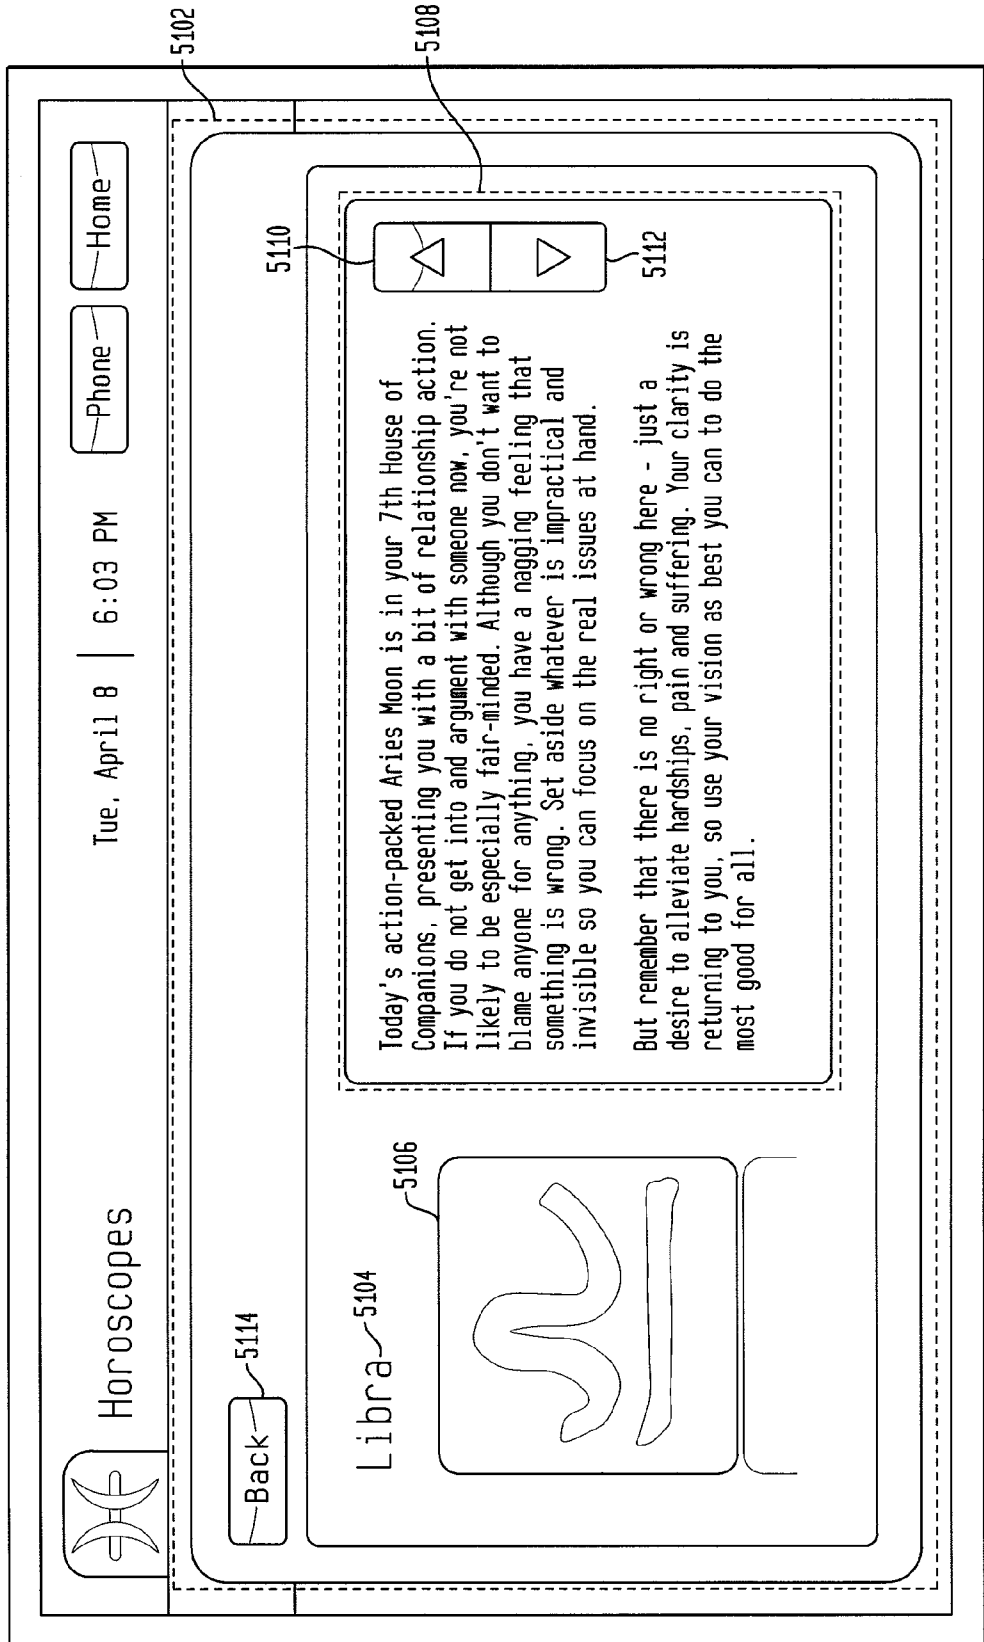 Horoscopes
Tue, April 8 | 6:03 PM
Phone
Home
5102
Back
5114
Libra
5104
5106
5108
5110
5112
Today's action-packed Aries Moon is in your 7th House of
Companions, presenting you with a bit of relationship action.
If you do not get into and argument with someone now, you're not
likely to be especially fair-minded. Although you don't want to
blame anyone for anything, you have a nagging feeling that
something is wrong. Set aside whatever is impractical and
invisible so you can focus on the real issues at hand.
But remember that there is no right or wrong here - just a
desire to alleviate hardships, pain and suffering. Your clarity is
returning to you, so use your vision as best you can to do the
most good for all.